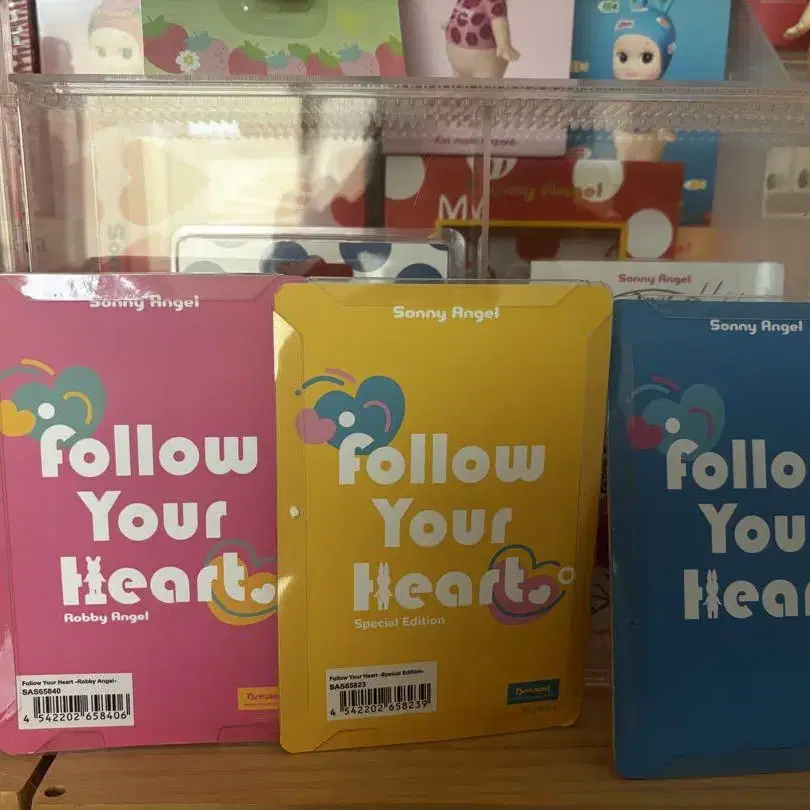 Sonny Angel
Sonny Angel
Follow
Your
Heart.
Robby Angel
Follow Your Heart -Robby Angel-
SAS65840
4 542202 658406
Sonny Angel
Follow
Your
Heart.
Special Edition
Follow Your Heart -Special Edition-
SAS65823
4 542202 658239
Dreams
Sonny Angel
Sonny Angel
Follo
You
Hear